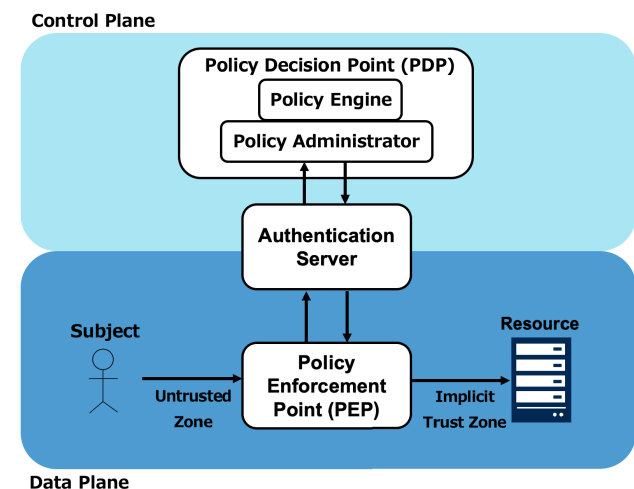 Control Plane
Policy Decision Point (PDP)
Policy Engine
Policy Administrator
Authentication
Server
Subject
Resource
Policy
Enforcement
Point (PEP)
Untrusted
Zone
Implicit
Trust Zone
Data Plane